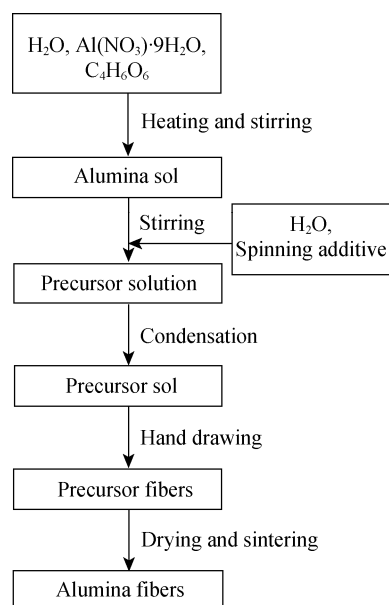 H₂O, Al(NO₃)·9H₂O,
C₄H₆O₆
Heating and stirring
Alumina sol
Stirring
H₂O,
Spinning additive
Precursor solution
Condensation
Precursor sol
Hand drawing
Precursor fibers
Drying and sintering
Alumina fibers